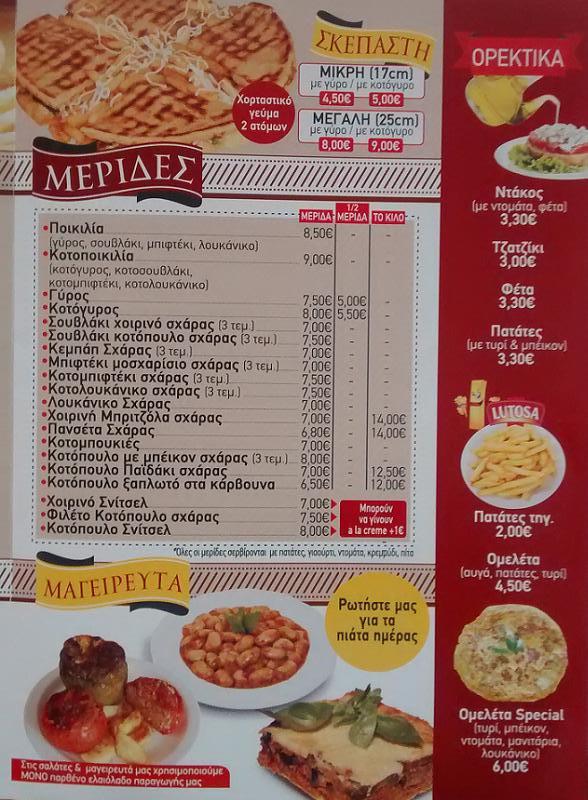 ΣΚΕΠΑΣΤΗ
ΜΙΚΡΗ (17cm)
με γύρο / με κοτόγυρο
4,50€ 5,00€
ΜΕΓΑΛΗ (25cm)
με γύρο / με κοτόγυρο
8,00€ 9,00€
Χορταστικό
γεύμα
2 ατόμων
ΜΕΡΙΔΕΣ
ΜΕΡΙΔΑ 1/2 ΜΕΡΙΔΑ ΤΟ ΚΙΛΟ
•Ποικιλία 8,50€ - -
(γύρος, σουβλάκι, μπιφτέκι, λουκάνικο)
•Κοτοποικιλία 9,00€ - -
(κοτόγυρος, κοτοσουβλάκι,
κοτομπιφτέκι, κοτολουκάνικο)
•Γύρος 7,50€ 5,00€ -
•Κοτόγυρος 8,00€ 5,50€ -
•Σουβλάκι χοιρινό σχάρας (3 τεμ.) 7,00€ - -
•Σουβλάκι κοτόπουλο σχάρας (3 τεμ.) 7,50€ - -
•Κεμπάπ Σχάρας (3 τεμ.) 7,00€ - -
•Μπιφτέκι μοσχαρίσιο σχάρας (3 τεμ.) 7,00€ - -
•Κοτομπιφτέκι σχάρας (3 τεμ.) 7,50€ - -
•Κοτολουκάνικο σχάρας (3 τεμ.) 7,50€ - -
•Λουκάνικο Σχάρας 7,00€ - -
•Χοιρινή Μπριτζόλα σχάρας 7,00€ - 14,00€
•Πανσέτα Σχάρας 6,80€ - 14,00€
•Κοτομπουκιές 7,00€ - -
•Κοτόπουλο με μπέικον σχάρας (3 τεμ.) 8,00€ - -
•Κοτόπουλο Παϊδάκι σχάρας 7,00€ - 12,50€
•Κοτόπουλο ξαπλωτό στα κάρβουνα 6,50€ - 12,00€
•Χοιρινό Σνίτσελ 7,00€
•Φιλέτο Κοτόπουλο σχάρας 7,50€
•Κοτόπουλο Σνίτσελ 8,00€
Μπορούν
να γίνουν
a la creme +1€
*Όλες οι μερίδες σερβίρονται με πατάτες, γιαούρτι, ντομάτα, κρεμμύδι, πίτα
ΜΑΓΕΙΡΕΥΤΑ
Ρωτήστε μας
για τα
πιάτα ημέρας
Στις σαλάτες & μαγειρευτά μας χρησιμοποιούμε
ΜΟΝΟ παρθένο ελαιόλαδο παραγωγής μας
ΟΡΕΚΤΙΚΑ
Ντάκος
(με ντομάτα, φέτα)
3,30€
Τζατζίκι
3,00€
Φέτα
3,30€
Πατάτες
(με τυρί & μπέικον)
3,30€
LUTOSA
Πατάτες τηγ.
2,00€
Ομελέτα
(αυγά, πατάτες, τυρί)
4,50€
Ομελέτα Special
(τυρί, μπέικον,
ντομάτα, μανιτάρια,
λουκάνικο)
6,00€